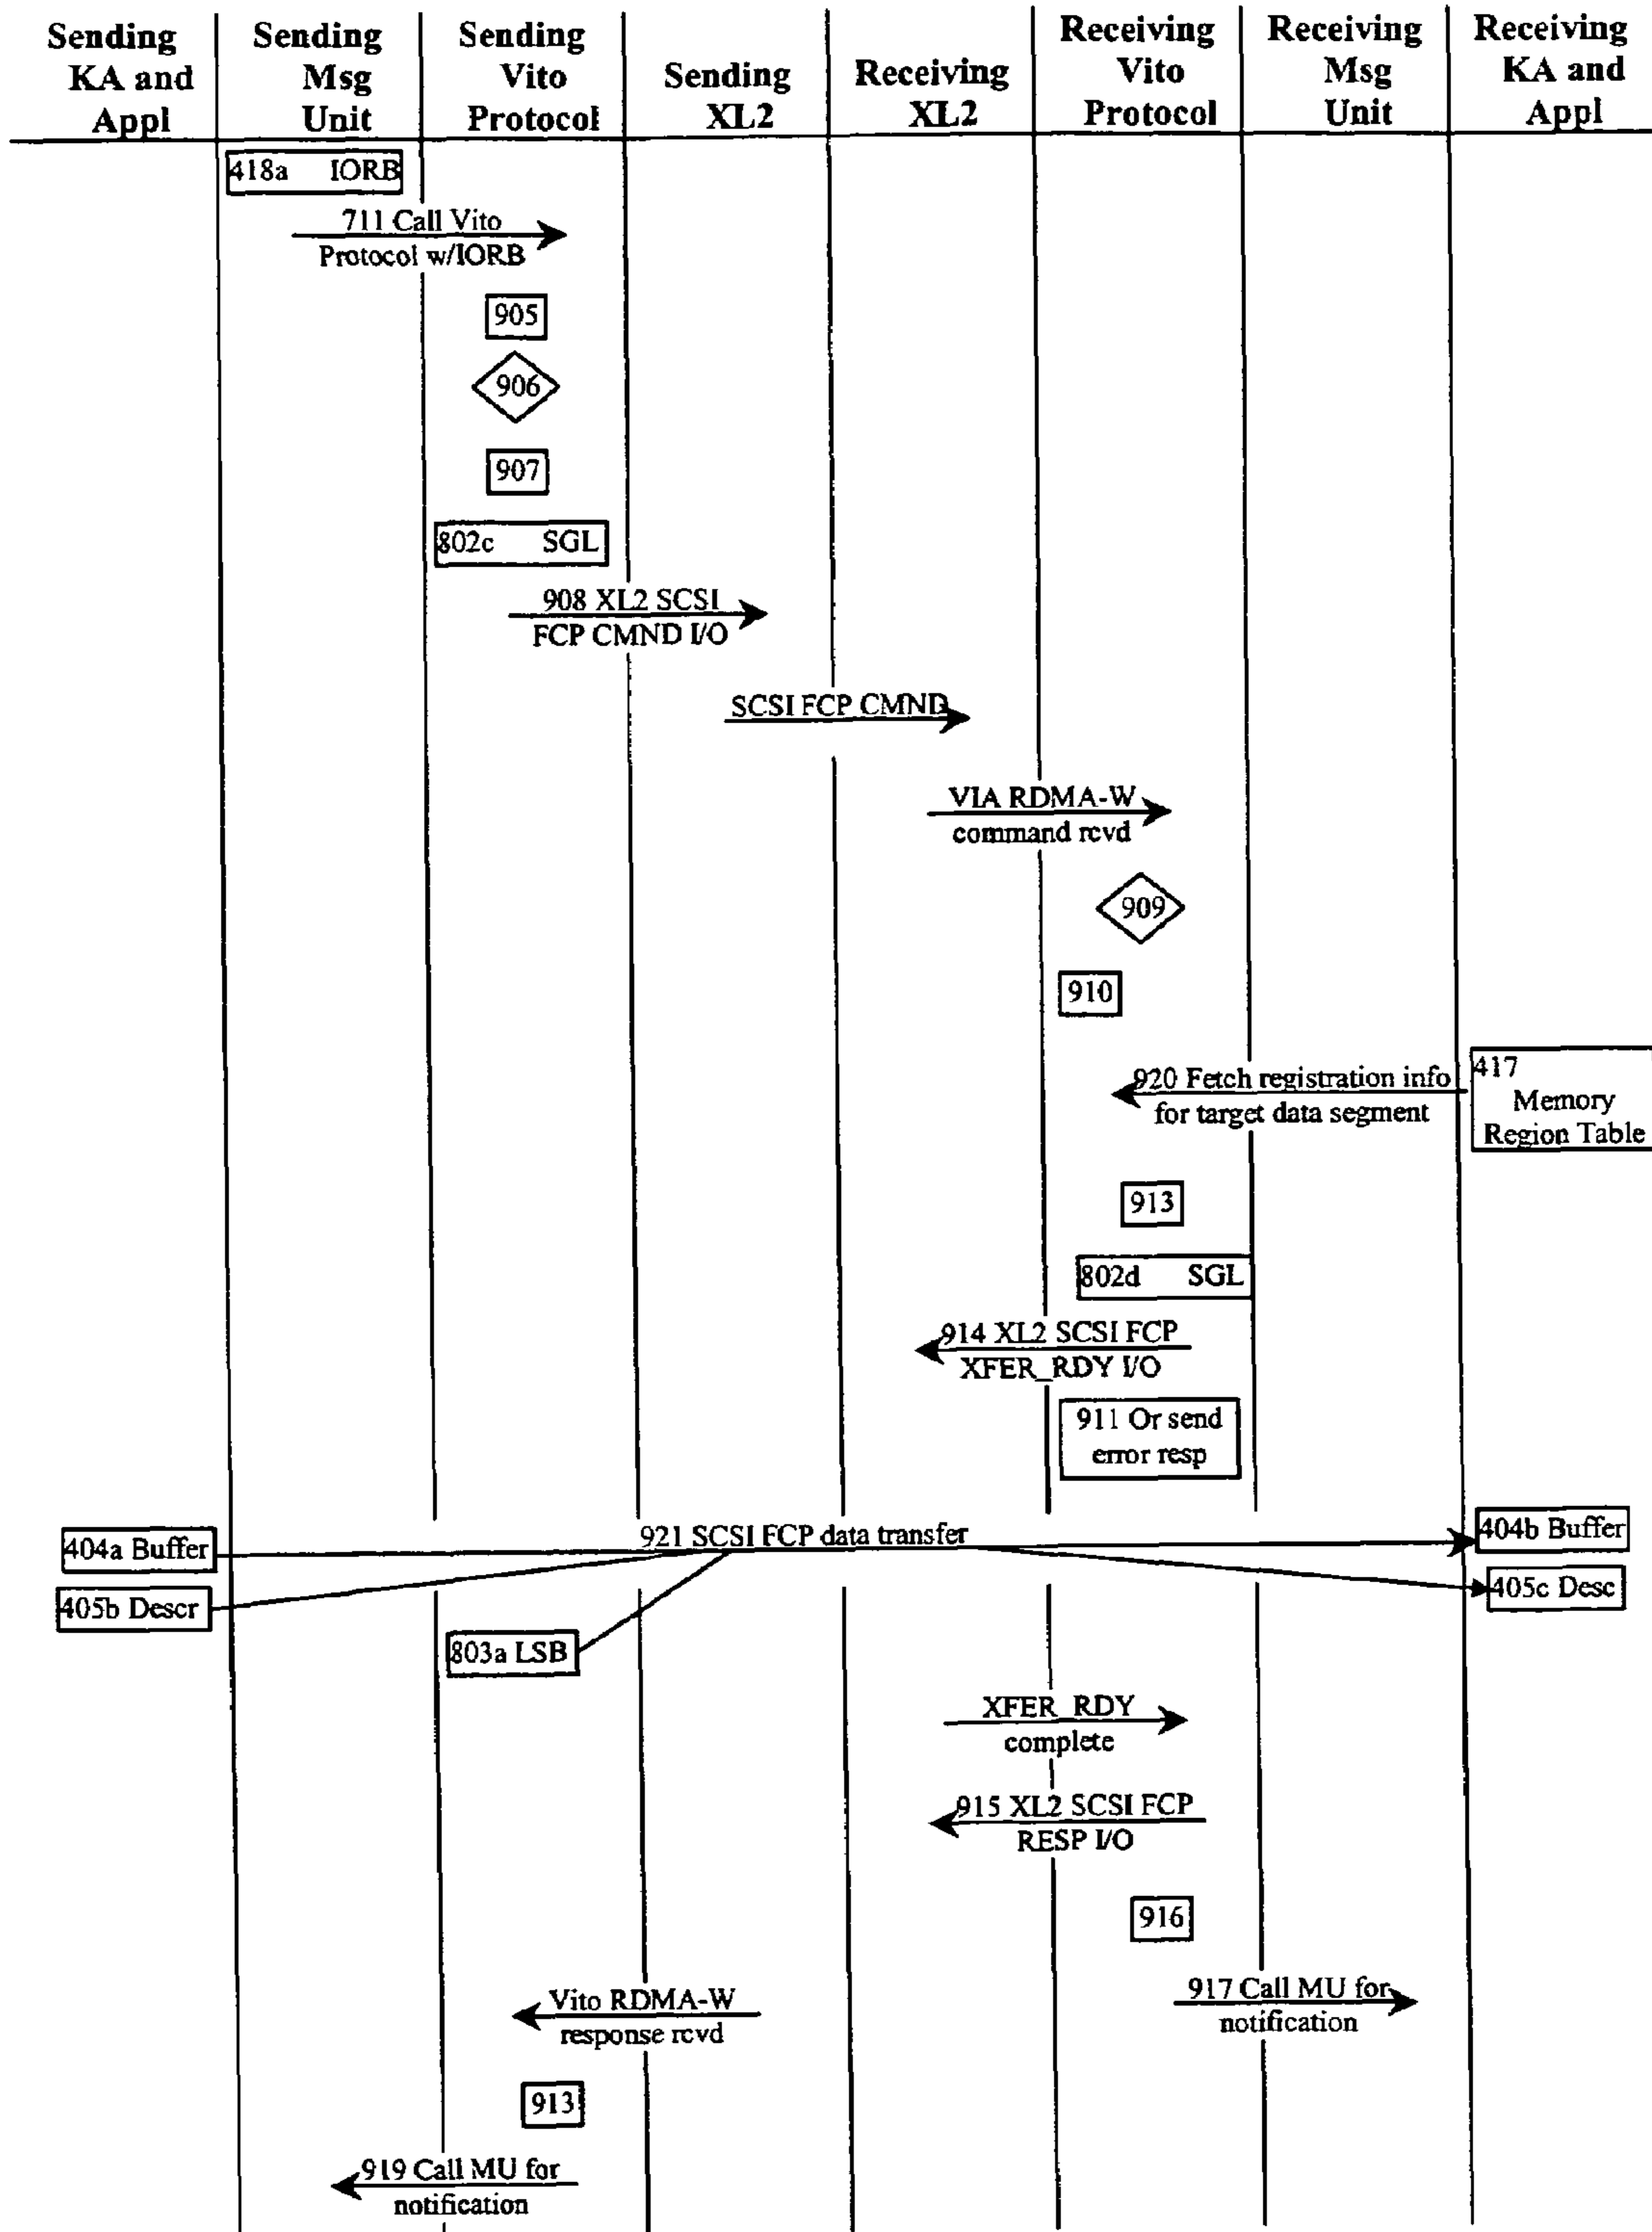 Sending
KA and
Appl
Sending
Msg
Unit
Sending
Vito
Protocol
Sending
XL2
Receiving
XL2
Receiving
Vito
Protocol
Receiving
Msg
Unit
Receiving
KA and
Appl
418a IORB
711 Call Vito
Protocol w/IORB
905
906
907
802c SGL
908 XL2 SCSI
FCP CMND I/O
SCSI FCP CMND
VIA RDMA-W
command rcvd
909
910
920 Fetch registration info
for target data segment
417
Memory
Region Table
913
802d SGL
914 XL2 SCSI FCP
XFER_RDY I/O
911 Or send
error resp
921 SCSI FCP data transfer
404a Buffer
404b Buffer
405b Descr
405c Desc
803a LSB
XFER_RDY
complete
915 XL2 SCSI FCP
RESP I/O
916
Vito RDMA-W
response rcvd
917 Call MU for
notification
913
919 Call MU for
notification